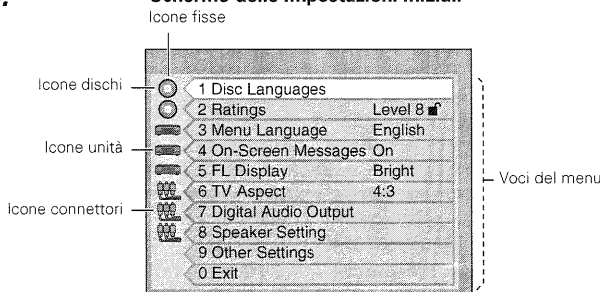 Schermo delle impostazioni iniziali
Icone fisse
Icone dischi
Icone unità
Icone connettori
1 Disc Languages
2 Ratings Level 8
3 Menu Language English
4 On-Screen Messages On
5 FL Display Bright
6 TV Aspect 4:3
7 Digital Audio Output
8 Speaker Setting
9 Other Settings
0 Exit
Voci del menu